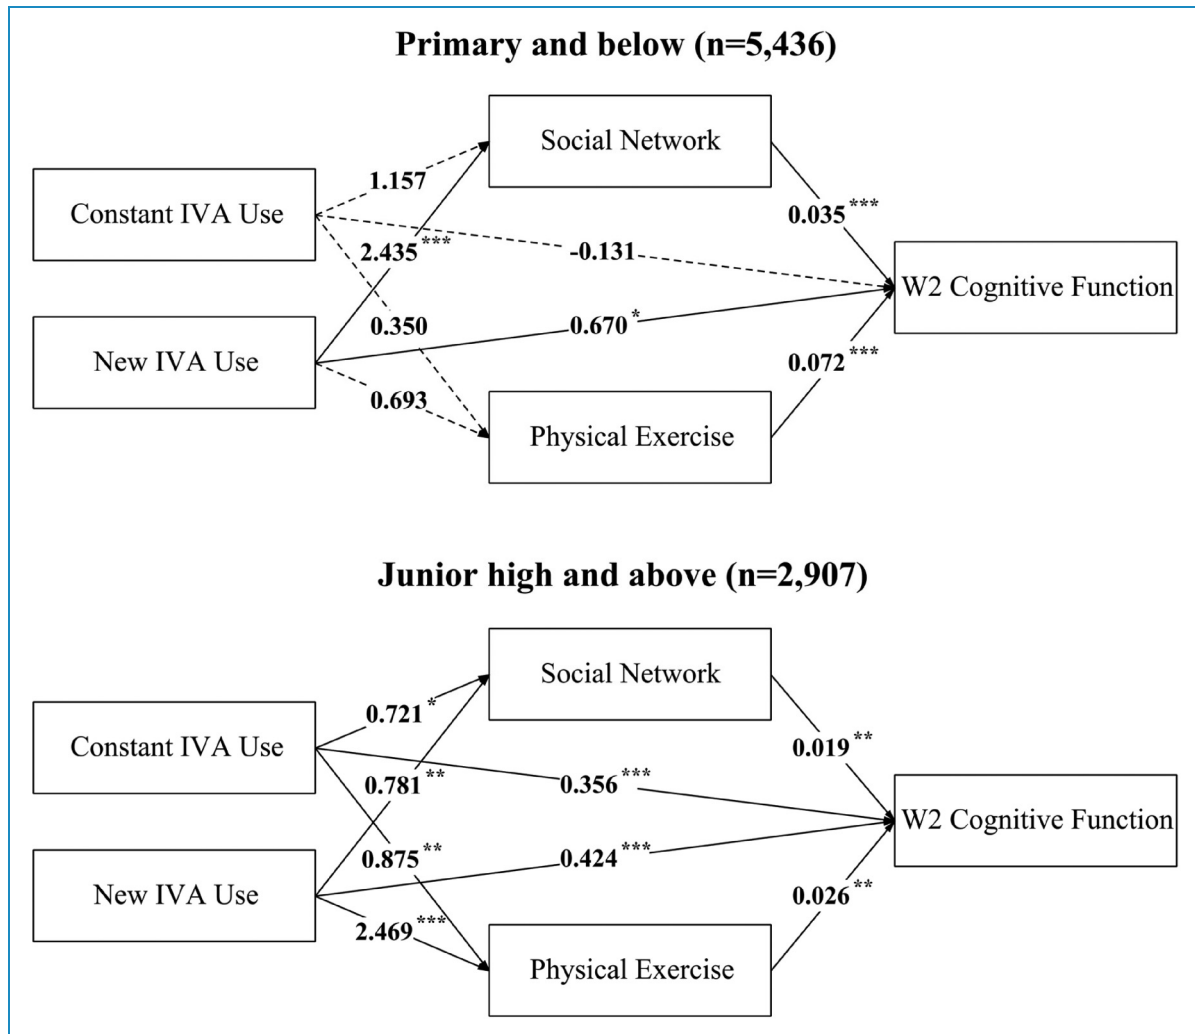 Primary and below (n=5,436)
Social Network
1.157
Constant IVA Use
0.035***
2.435***
-0.131
W2 Cognitive Function
0.350
0.670*
New IVA Use
0.072***
0.693
Physical Exercise
Junior high and above (n=2,907)
Social Network
0.721*
Constant IVA Use
0.019**
0.781**
0.356***
W2 Cognitive Function
0.875**
0.424***
New IVA Use
0.026**
2.469***
Physical Exercise